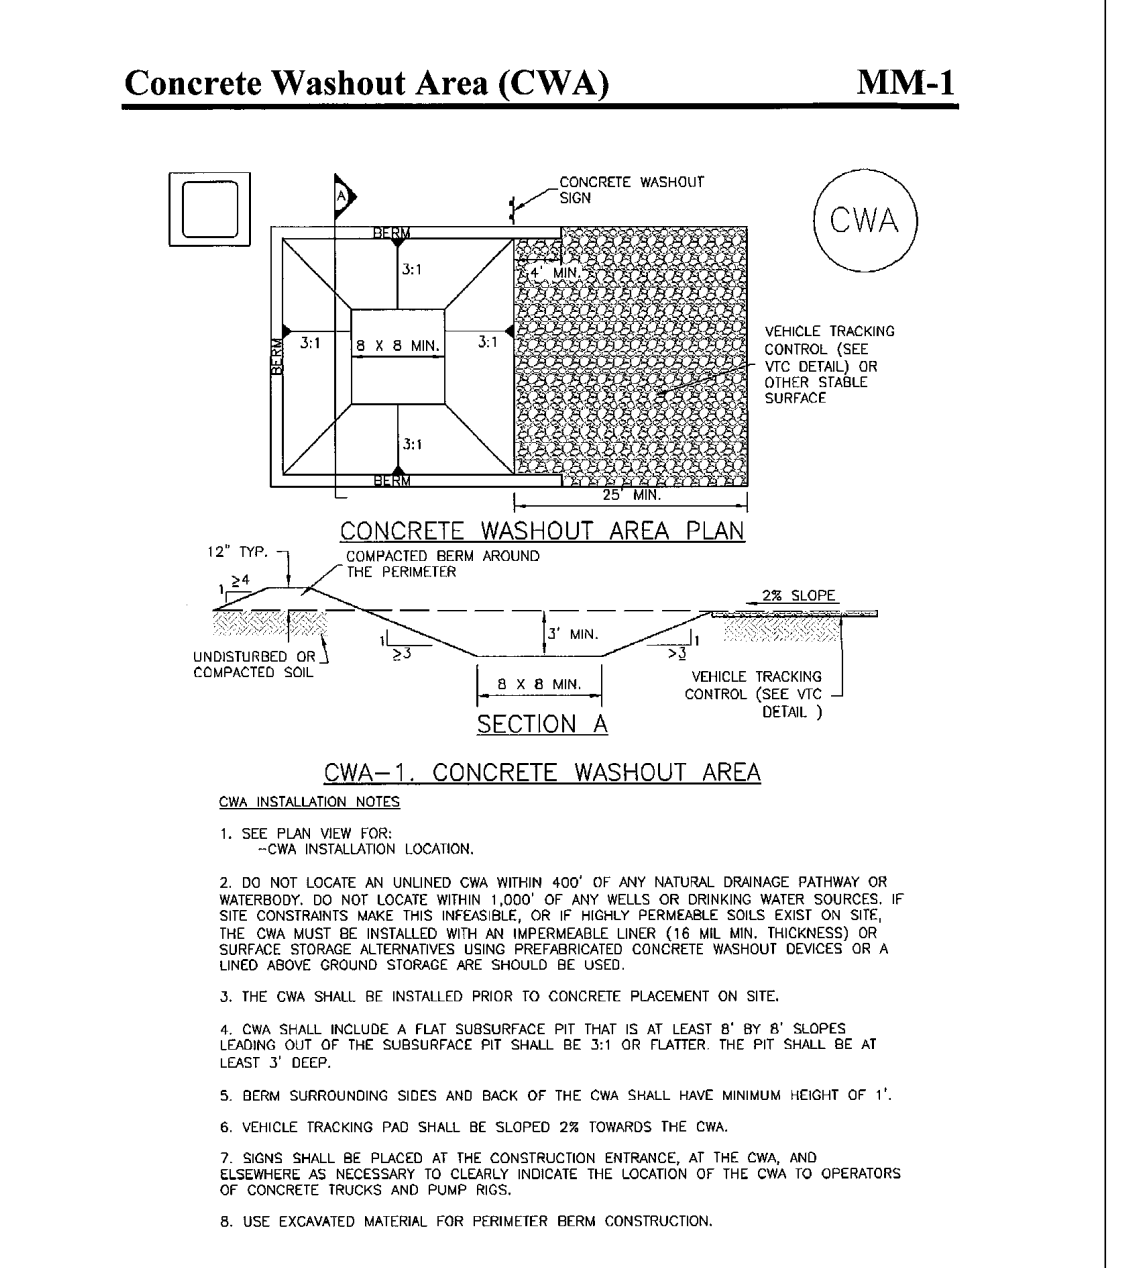 Concrete Washout Area (CWA) MM-1
A
CONCRETE WASHOUT
SIGN
CWA
BERM
3:1
4' MIN.
BERM
3:1
8 X 8 MIN.
3:1
VEHICLE TRACKING
CONTROL (SEE
VTC DETAIL) OR
OTHER STABLE
SURFACE
3:1
BERM
25' MIN.
CONCRETE WASHOUT AREA PLAN
12" TYP.
COMPACTED BERM AROUND
THE PERIMETER
1
≥4
2% SLOPE
3' MIN.
1
≥3
1
>3
UNDISTURBED OR
COMPACTED SOIL
8 X 8 MIN.
VEHICLE TRACKING
CONTROL (SEE VTC
DETAIL )
SECTION A
CWA-1. CONCRETE WASHOUT AREA
CWA INSTALLATION NOTES
1. SEE PLAN VIEW FOR:
-CWA INSTALLATION LOCATION.
2. DO NOT LOCATE AN UNLINED CWA WITHIN 400' OF ANY NATURAL DRAINAGE PATHWAY OR
WATERBODY. DO NOT LOCATE WITHIN 1,000' OF ANY WELLS OR DRINKING WATER SOURCES. IF
SITE CONSTRAINTS MAKE THIS INFEASIBLE, OR IF HIGHLY PERMEABLE SOILS EXIST ON SITE,
THE CWA MUST BE INSTALLED WITH AN IMPERMEABLE LINER (16 MIL MIN. THICKNESS) OR
SURFACE STORAGE ALTERNATIVES USING PREFABRICATED CONCRETE WASHOUT DEVICES OR A
LINED ABOVE GROUND STORAGE ARE SHOULD BE USED.
3. THE CWA SHALL BE INSTALLED PRIOR TO CONCRETE PLACEMENT ON SITE.
4. CWA SHALL INCLUDE A FLAT SUBSURFACE PIT THAT IS AT LEAST 8' BY 8' SLOPES
LEADING OUT OF THE SUBSURFACE PIT SHALL BE 3:1 OR FLATTER. THE PIT SHALL BE AT
LEAST 3' DEEP.
5. BERM SURROUNDING SIDES AND BACK OF THE CWA SHALL HAVE MINIMUM HEIGHT OF 1'.
6. VEHICLE TRACKING PAD SHALL BE SLOPED 2% TOWARDS THE CWA.
7. SIGNS SHALL BE PLACED AT THE CONSTRUCTION ENTRANCE, AT THE CWA, AND
ELSEWHERE AS NECESSARY TO CLEARLY INDICATE THE LOCATION OF THE CWA TO OPERATORS
OF CONCRETE TRUCKS AND PUMP RIGS.
8. USE EXCAVATED MATERIAL FOR PERIMETER BERM CONSTRUCTION.